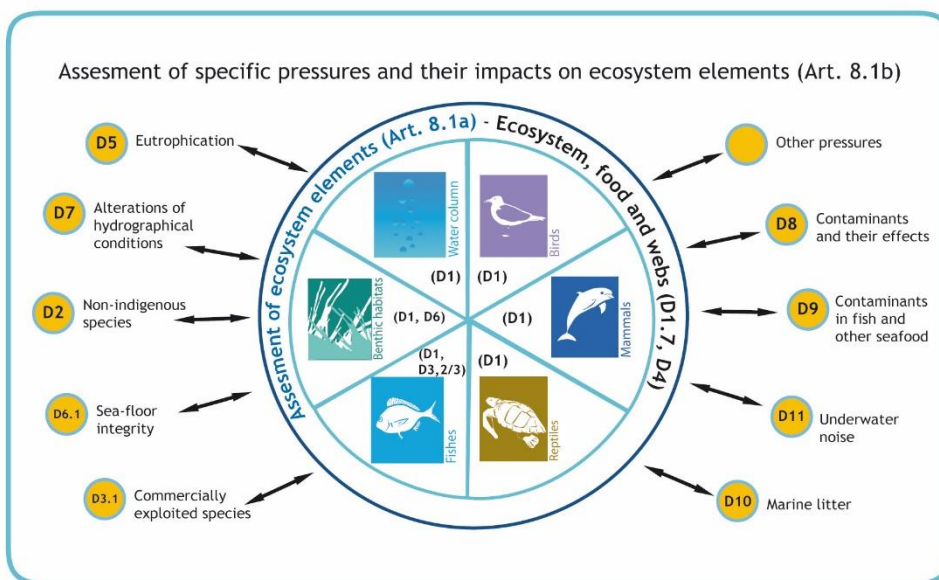 Assesment of specific pressures and their impacts on ecosystem elements (Art. 8.1b)
Assesment of ecosystem elements (Art. 8.1a) - Ecosystem, food and webs (D1.7, D4)
D5
Eutrophication
D7
Alterations of
hydrographical
conditions
D2
Non-indigenous
species
D6.1
Sea-floor
integrity
D3.1
Commercially
exploited species
Water column
(D1)
Birds
(D1)
Benthic habitats
(D1, D6)
Mammals
(D1)
Fishes
(D1,
D3,2/3)
Reptiles
(D1)
Other pressures
D8
Contaminants
and their effects
D9
Contaminants
in fish and
other seafood
D11
Underwater
noise
D10
Marine litter